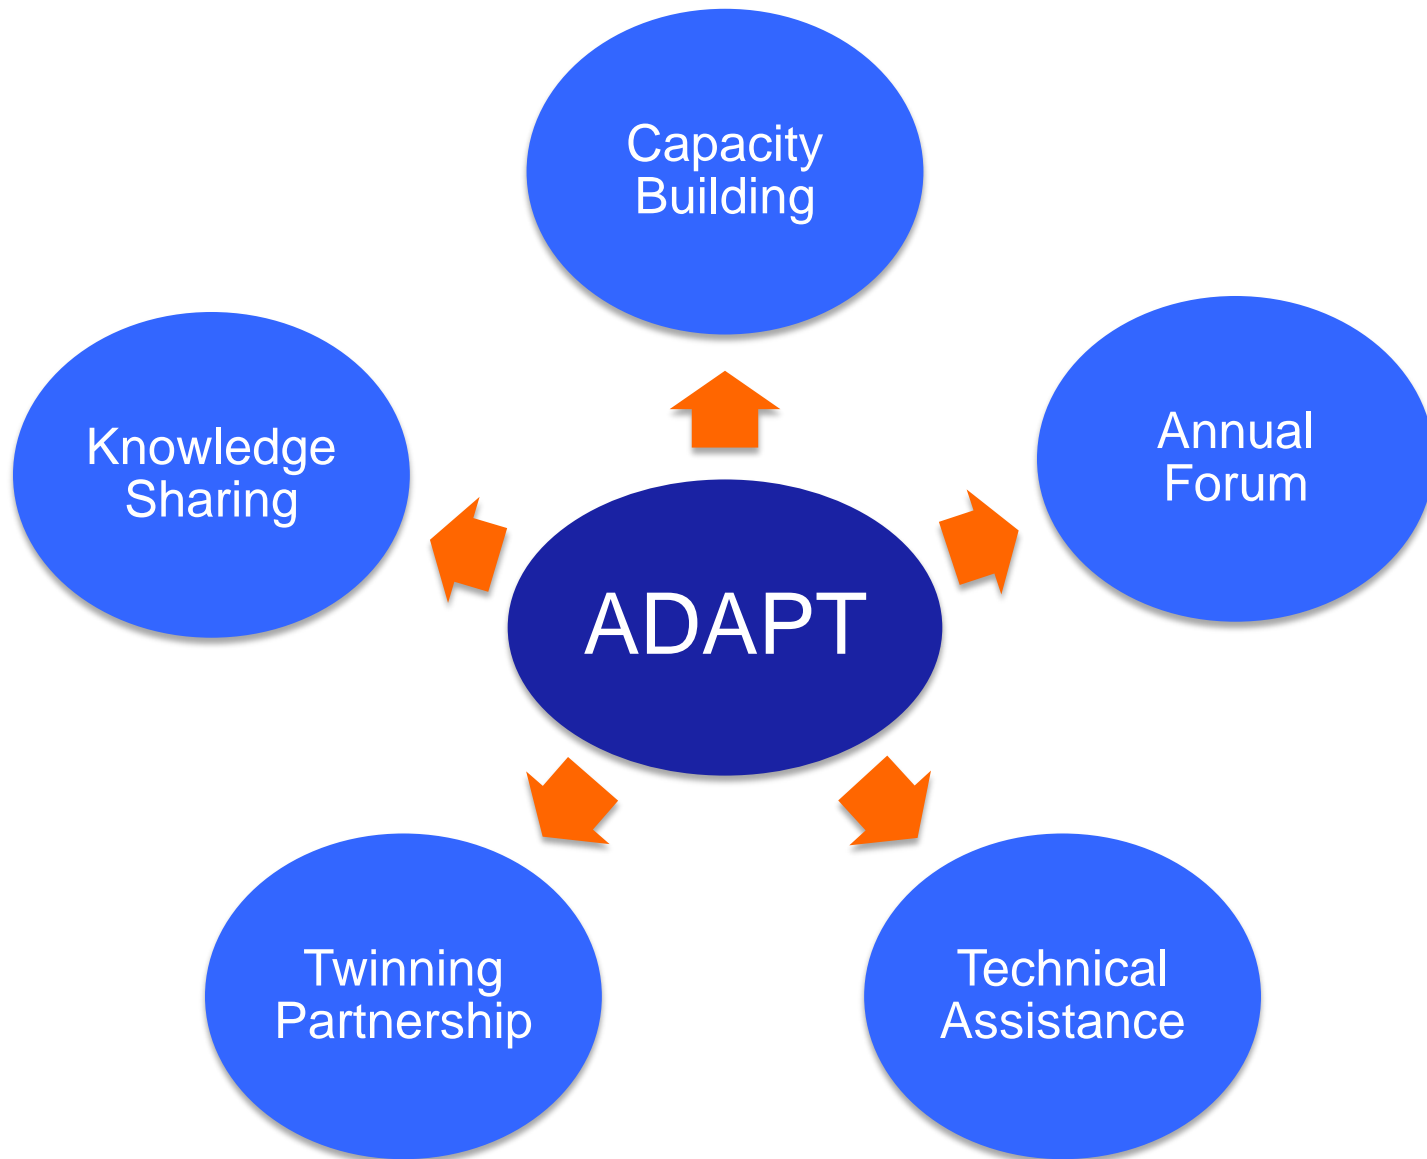 Capacity
Building
Annual
Forum
Knowledge
Sharing
ADAPT
Twinning
Partnership
Technical
Assistance